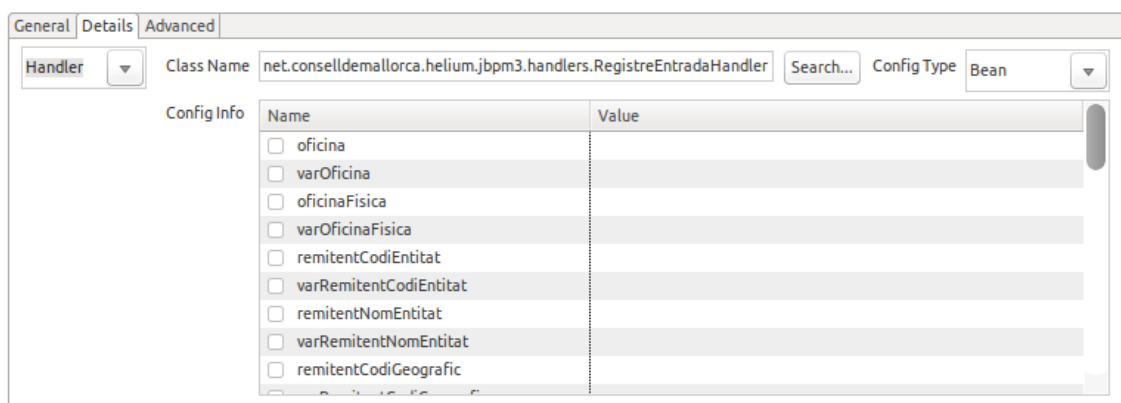 General Details Advanced
Handler Class Name net.conselldemallorca.helium.jbpm3.handlers.RegistreEntradaHandler Search... Config Type Bean
Config Info Name Value
oficina
varOficina
oficinaFisica
varOficinaFisica
remitentCodiEntitat
varRemitentCodiEntitat
remitentNomEntitat
varRemitentNomEntitat
remitentCodiGeografic